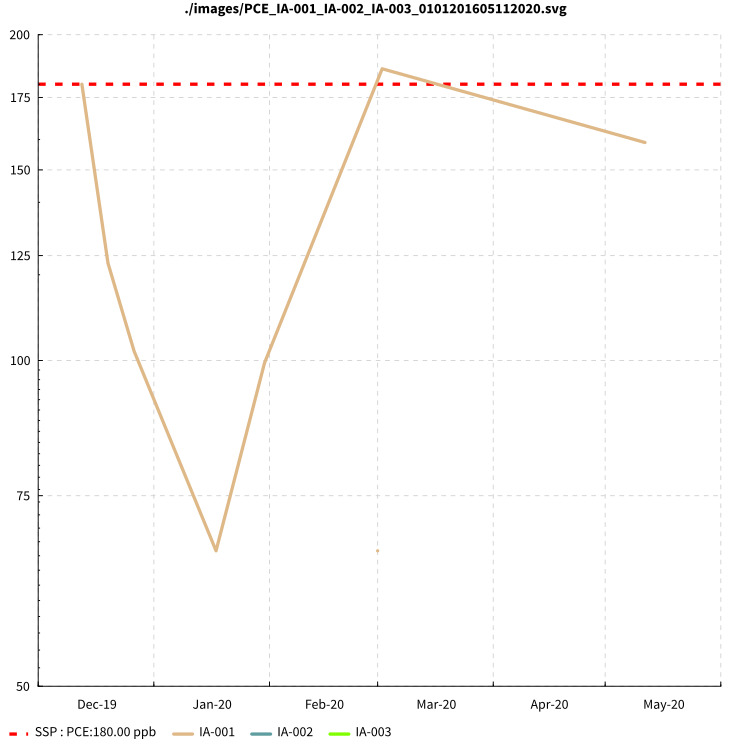 ./images/PCE_IA-001_IA-002_IA-003_0101201605112020.svg
200
175
150
125
100
75
50
Dec-19 Jan-20 Feb-20 Mar-20 Apr-20 May-20
SSP : PCE:180.00 ppb IA-001 IA-002 IA-003